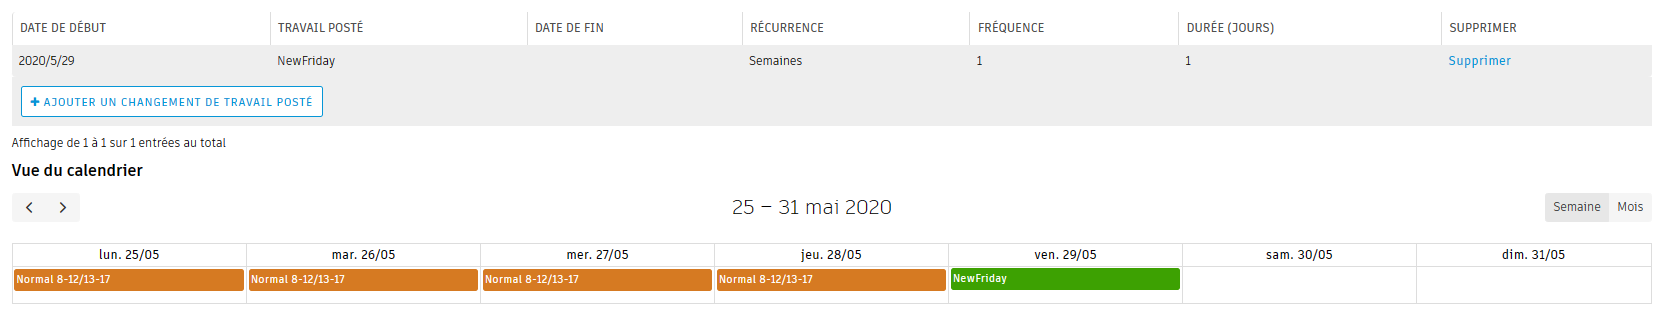 DATE DE DÉBUT TRAVAIL POSTÉ DATE DE FIN RÉCURRENCE FRÉQUENCE DURÉE (JOURS) SUPPRIMER
2020/5/29 NewFriday Semaines 1 1 Supprimer
+ AJOUTER UN CHANGEMENT DE TRAVAIL POSTÉ
Affichage de 1 à 1 sur 1 entrées au total
Vue du calendrier
< > 25 – 31 mai 2020 Semaine Mois
lun. 25/05 mar. 26/05 mer. 27/05 jeu. 28/05 ven. 29/05 sam. 30/05 dim. 31/05
Normal 8-12/13-17 Normal 8-12/13-17 Normal 8-12/13-17 Normal 8-12/13-17 NewFriday